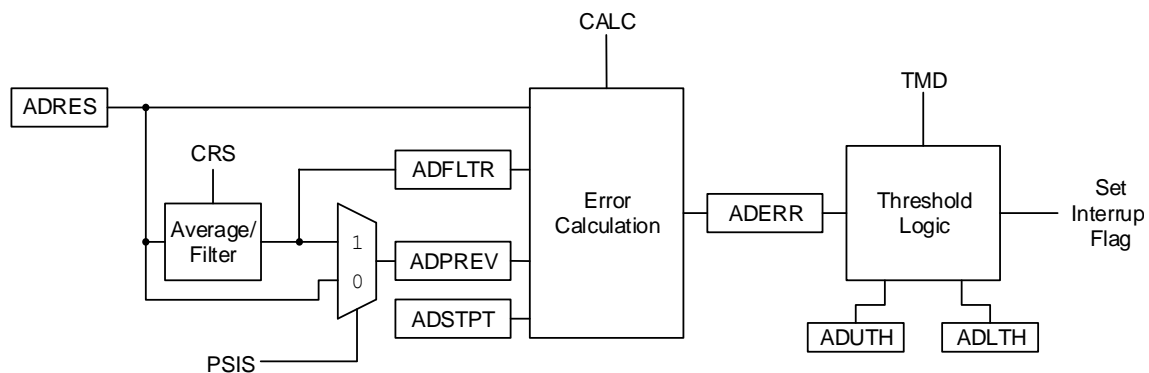 CALC
TMD
ADRES
CRS
ADFLTR
Average/
Filter
1
0
ADPREV
ADSTPT
PSIS
Error
Calculation
ADERR
Threshold
Logic
Set
Interrup
Flag
ADUTH
ADLTH